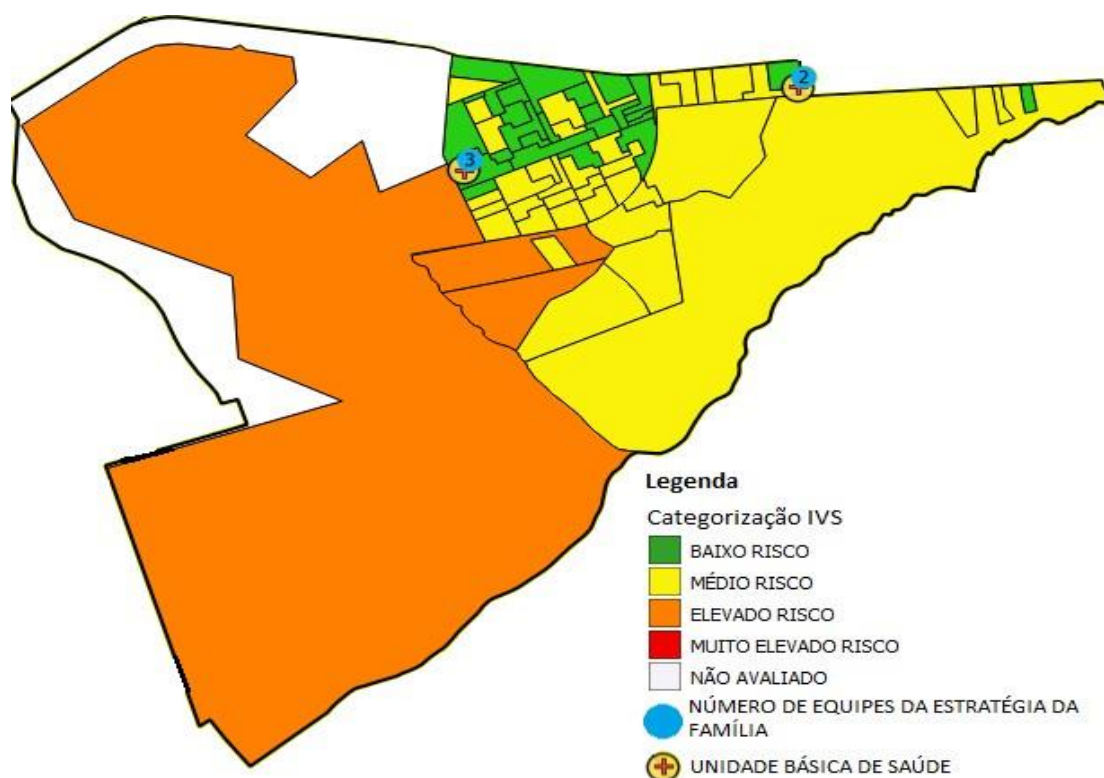 2
3
Legenda
Categorização IVS
BAIXO RISCO
MÉDIO RISCO
ELEVADO RISCO
MUITO ELEVADO RISCO
NÃO AVALIADO
NÚMERO DE EQUIPES DA ESTRATÉGIA DA
FAMÍLIA
UNIDADE BÁSICA DE SAÚDE